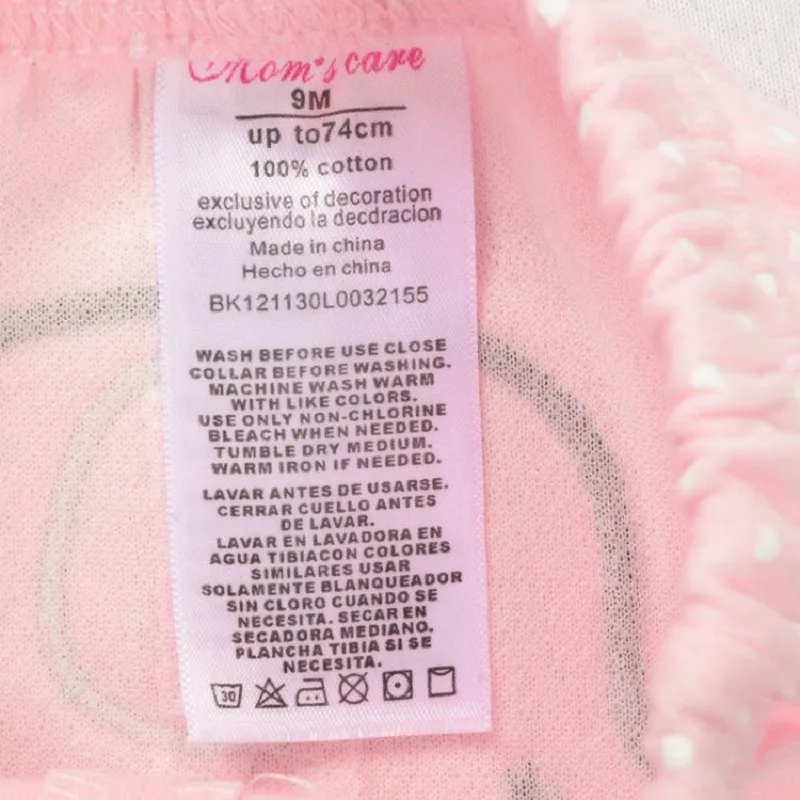 Mom's care
9M
up to74cm
100% cotton
exclusive of decoration
excluyendo la decdracion
Made in china
Hecho en china
BK121130L0032155
WASH BEFORE USE CLOSE
COLLAR BEFORE WASHING.
MACHINE WASH WARM
WITH LIKE COLORS.
USE ONLY NON-CHLORINE
BLEACH WHEN NEEDED.
TUMBLE DRY MEDIUM.
WARM IRON IF NEEDED.
LAVAR ANTES DE USARSE.
CERRAR CUELLO ANTES
DE LAVAR.
LAVAR EN LAVADORA EN
AGUA TIBIACON COLORES
SIMILARES USAR
SOLAMENTE BLANQUEADOR
SIN CLORO CUANDO SE
NECESITA. SECAR EN
SECADORA MEDIANO.
PLANCHA TIBIA SI SE
NECESITA.
30